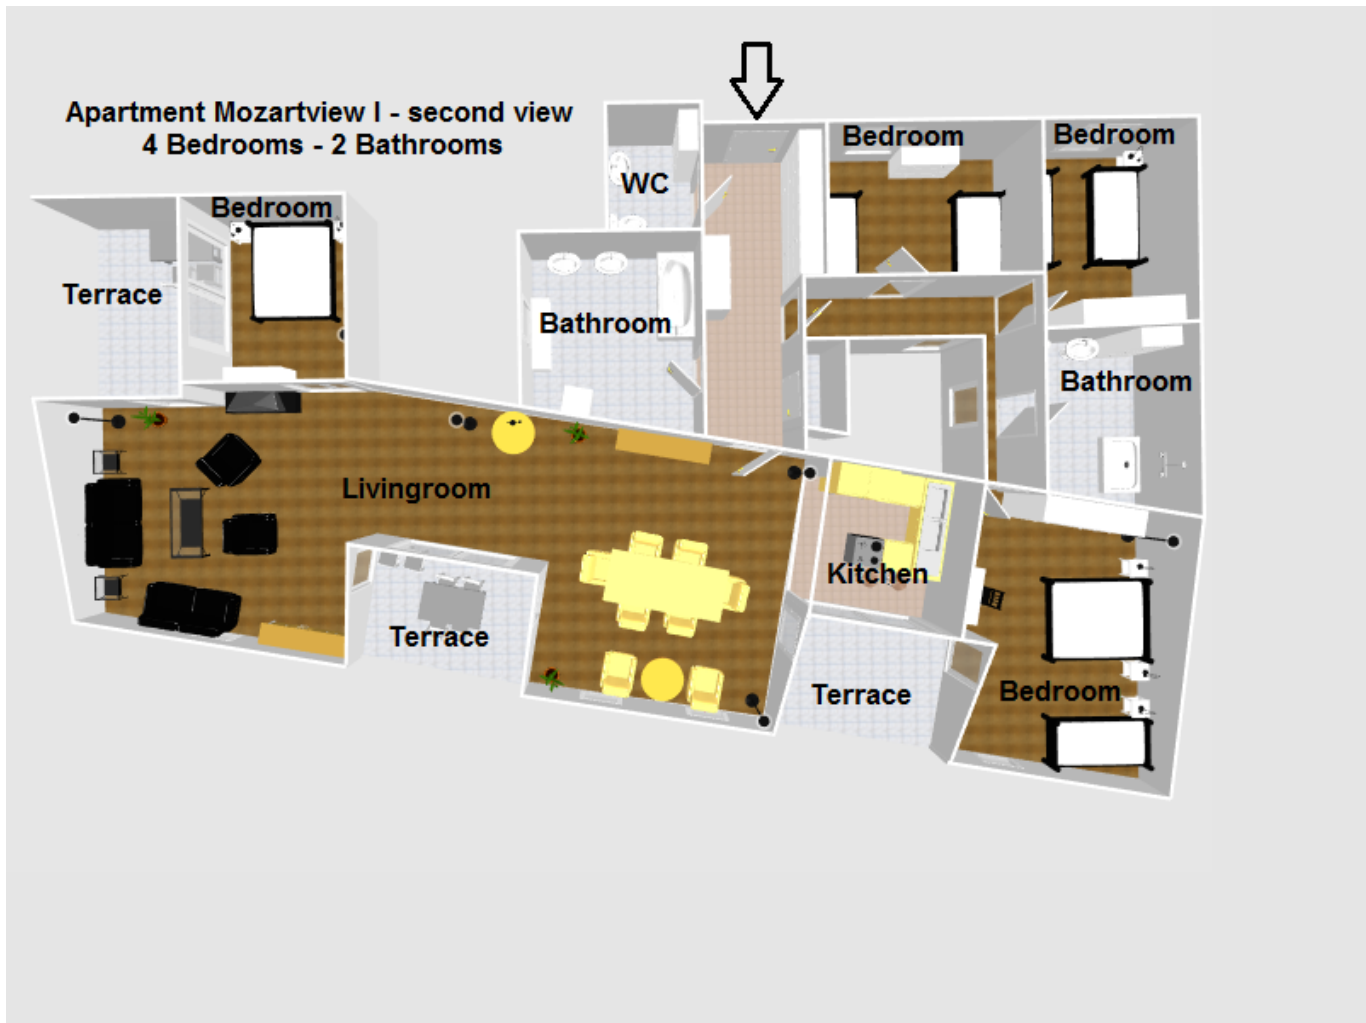 Apartment Mozartview I - second view
4 Bedrooms - 2 Bathrooms
Bedroom
Bedroom
WC
Bedroom
Terrace
Bathroom
Bathroom
Livingroom
Kitchen
Terrace
Terrace
Bedroom